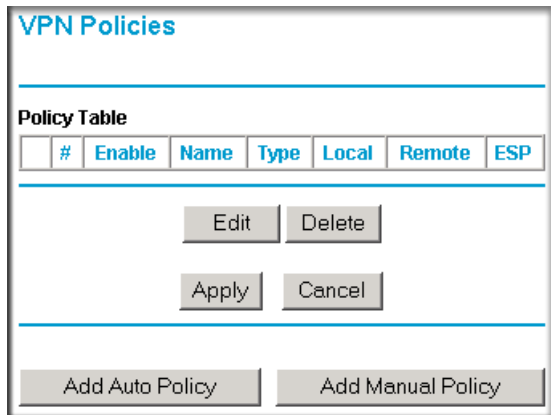 VPN Policies
Policy Table
# Enable Name Type Local Remote ESP
Edit Delete
Apply Cancel
Add Auto Policy Add Manual Policy